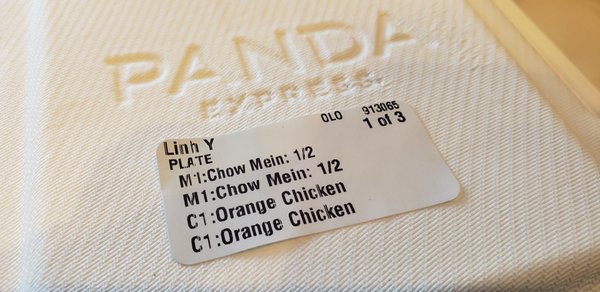 PANDA
EXPRESS
OLO 913065
Linh Y 1 of 3
PLATE
M1:Chow Mein: 1/2
M1:Chow Mein: 1/2
C1:Orange Chicken
C1:Orange Chicken